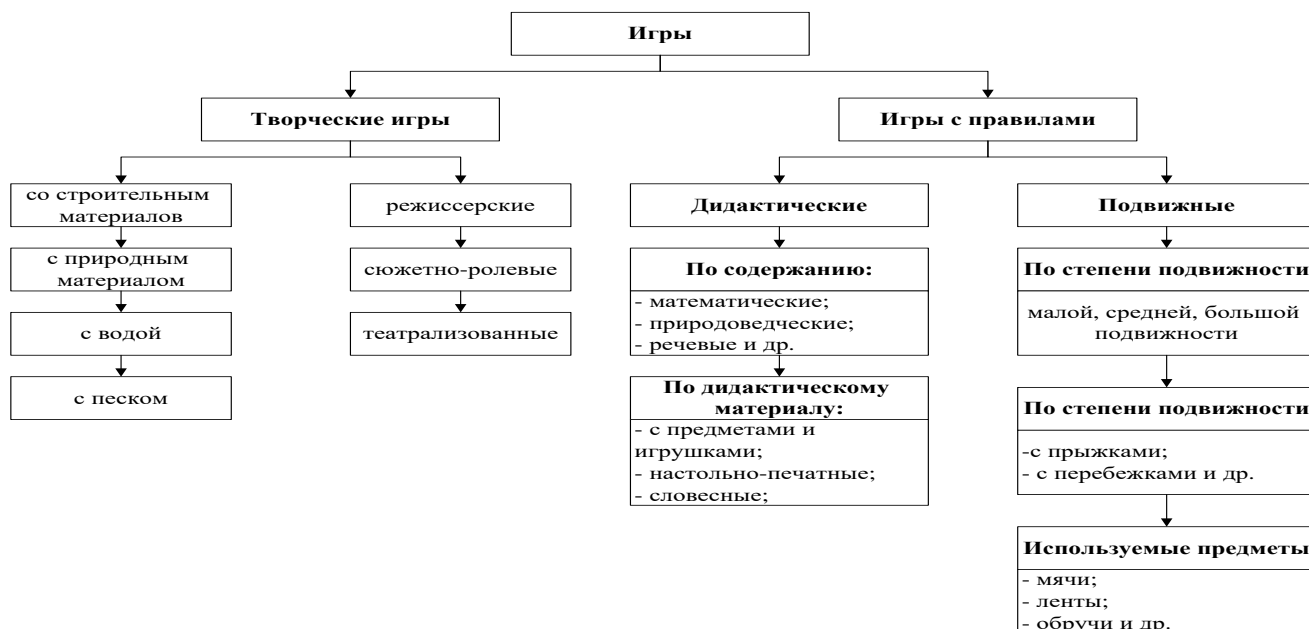 Игры
Творческие игры
Игры с правилами
со строительным
материалов
режиссерские
Дидактические
Подвижные
с природным
материалом
сюжетно-ролевые
По содержанию:
- математические;
- природоведческие;
- речевые и др.
По степени подвижности
малой, средней, большой
подвижности
с водой
театрализованные
с песком
По дидактическому
материалу:
- с предметами и
игрушками;
- настольно-печатные;
- словесные;
По степени подвижности
-с прыжками;
- с перебежками и др.
Используемые предметы
- мячи;
- ленты;
- обручи и др.